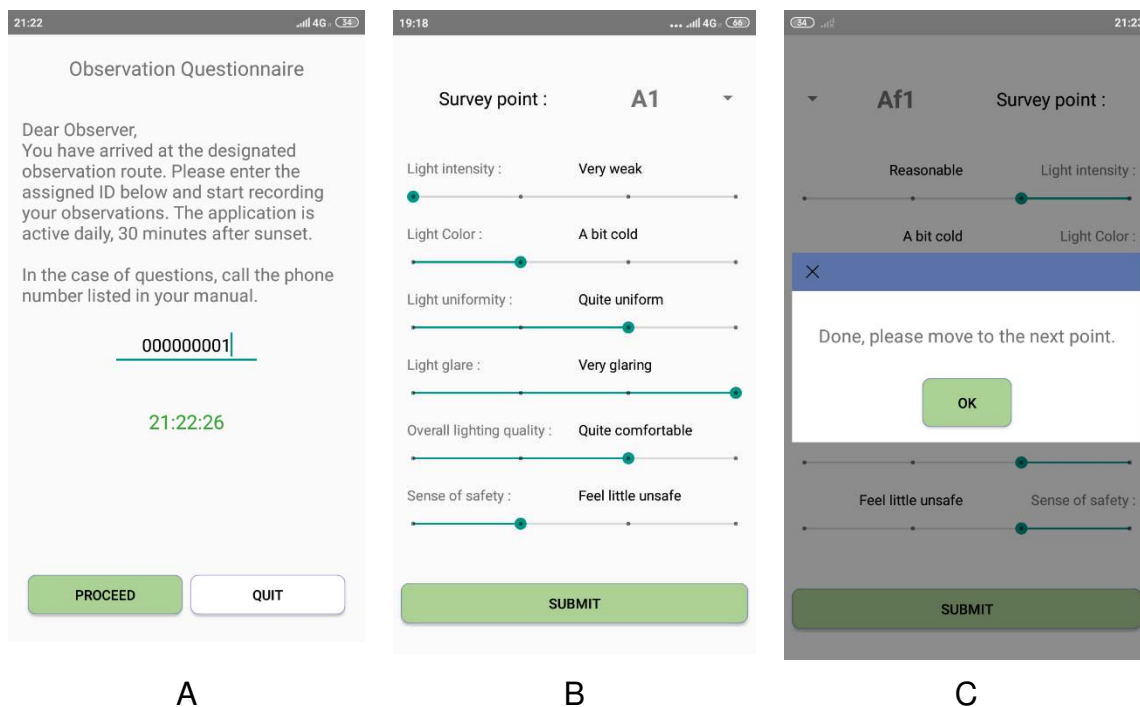 21:22
4G 34
Observation Questionnaire
Dear Observer,
You have arrived at the designated
observation route. Please enter the
assigned ID below and start recording
your observations. The application is
active daily, 30 minutes after sunset.
In the case of questions, call the phone
number listed in your manual.
000000001
21:22:26
PROCEED QUIT
A
19:18
... 4G 66
Survey point : A1
Light intensity : Very weak
Light Color : A bit cold
Light uniformity : Quite uniform
Light glare : Very glaring
Overall lighting quality : Quite comfortable
Sense of safety : Feel little unsafe
SUBMIT
B
34 21:23
Af1 Survey point :
Reasonable Light intensity :
A bit cold Light Color :
Done, please move to the next point.
OK
Feel little unsafe Sense of safety :
SUBMIT
C